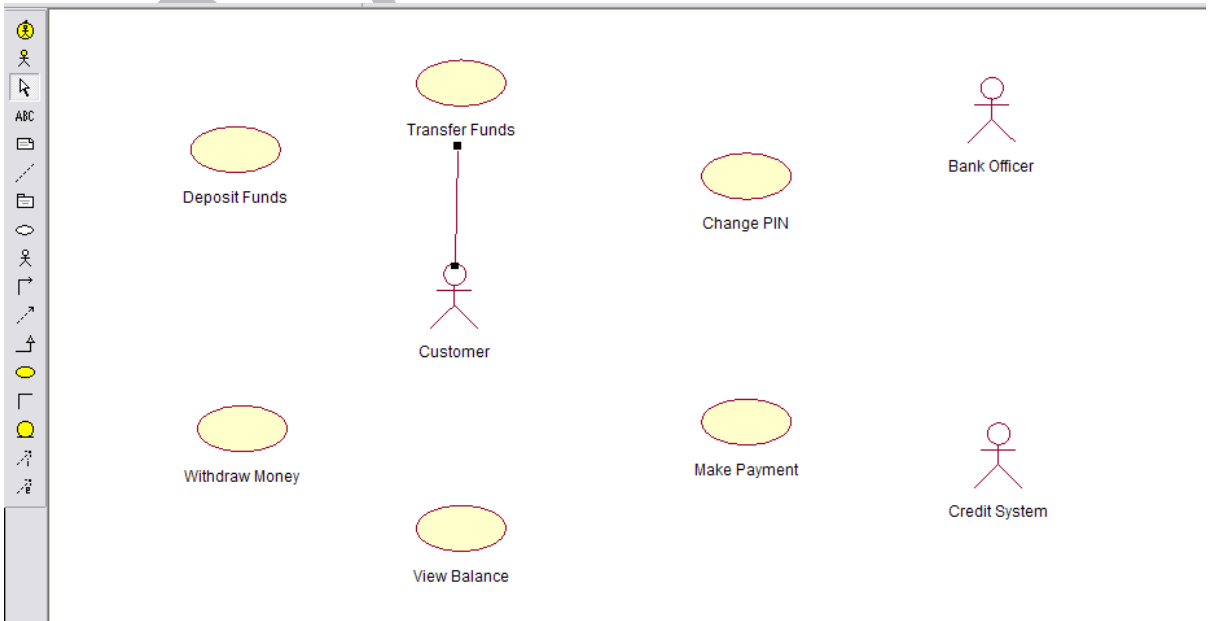 ABC
Transfer Funds
Bank Officer
Deposit Funds
Change PIN
Customer
Make Payment
Withdraw Money
Credit System
View Balance